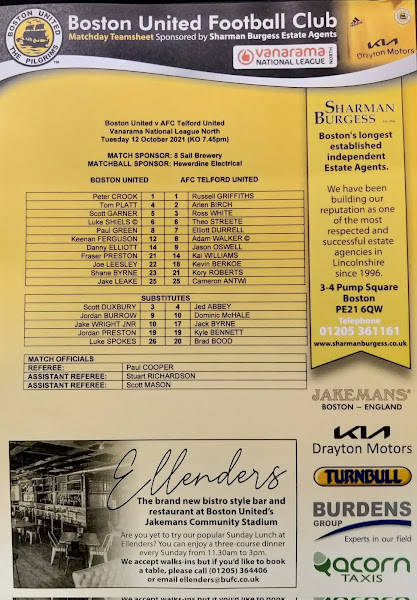 BOSTON UNITED
THE PILGRIMS
Boston United Football Club
Matchday Teamsheet Sponsored by Sharman Burgess Estate Agents
vanarama
NATIONAL LEAGUE
NORTH
adidas
KIA
Drayton Motors
Boston United v AFC Telford United
Vanarama National League North
Tuesday 12 October 2021 (KO 7.45pm)
MATCH SPONSOR: 8 Sail Brewery
MATCHBALL SPONSOR: Hewerdine Electrical
BOSTON UNITED AFC TELFORD UNITED
Peter CROOK 1 1 Russell GRIFFITHS
Tom PLATT 4 2 Arlen BIRCH
Scott GARNER 5 3 Ross WHITE
Luke SHIELS © 6 6 Theo STREETE
Paul GREEN 8 7 Elliott DURRELL
Keenan FERGUSON 12 8 Adam WALKER ©
Danny ELLIOTT 14 9 Jason OSWELL
Fraser PRESTON 21 14 Kai WILLIAMS
Joe LEESLEY 22 18 Kevin BERKOE
Shane BYRNE 23 21 Kory ROBERTS
Jake LEAKE 25 25 Cameron ANTWI
SUBSTITUTES
Scott DUXBURY 3 4 Jed ABBEY
Jordan BURROW 9 10 Dominic McHALE
Jake WRIGHT JNR 10 17 Jack BYRNE
Jordan PRESTON 19 19 Kyle BENNETT
Luke SPOKES 26 20 Brad BOOD
MATCH OFFICIALS
REFEREE: Paul COOPER
ASSISTANT REFEREE: Stuart RICHARDSON
ASSISTANT REFEREE: Scott MASON
SHARMAN
BURGESS
Boston's longest
established
independent
Estate Agents.
We have been
building our
reputation as one
of the most
respected and
successful estate
agencies in
Lincolnshire
since 1996.
3-4 Pump Square
Boston
PE21 6QW
Telephone
01205 361161
www.sharmanburgess.co.uk
JAKEMANS®
BOSTON ~ ENGLAND
KIA
Drayton Motors
TURNBULL
BURDENS
GROUP
Experts in our field
acorn
TAXIS
Ellenders
The brand new bistro style bar and
restaurant at Boston United's
Jakemans Community Stadium
Are you yet to try our popular Sunday Lunch at
Ellenders? You can enjoy a three-course dinner
every Sunday from 11.30am to 3pm.
We accept walks-ins but if you'd like to book
a table, please call (01205) 364406
or email ellenders@bufc.co.uk